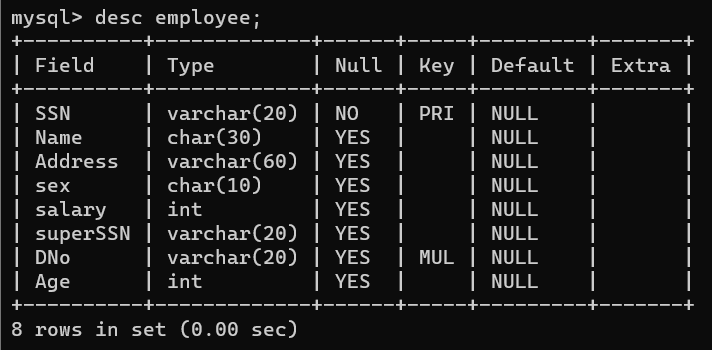 mysql> desc employee;
+----------+-------------+------+-----+---------+-------+
| Field    | Type        | Null | Key | Default | Extra |
+----------+-------------+------+-----+---------+-------+
| SSN      | varchar(20) | NO   | PRI | NULL    |       |
| Name     | char(30)    | YES  |     | NULL    |       |
| Address  | varchar(60) | YES  |     | NULL    |       |
| sex      | char(10)    | YES  |     | NULL    |       |
| salary   | int         | YES  |     | NULL    |       |
| superSSN | varchar(20) | YES  |     | NULL    |       |
| DNo      | varchar(20) | YES  | MUL | NULL    |       |
| Age      | int         | YES  |     | NULL    |       |
+----------+-------------+------+-----+---------+-------+
8 rows in set (0.00 sec)